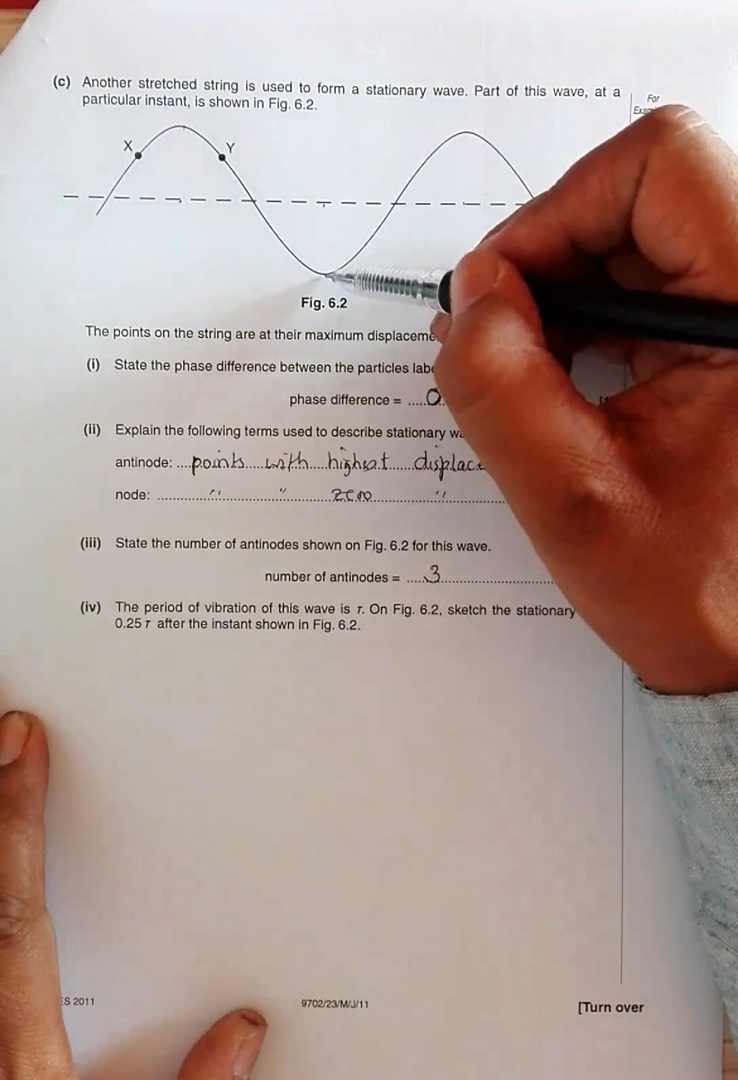 (c) Another stretched string is used to form a stationary wave. Part of this wave, at a
particular instant, is shown in Fig. 6.2.
For
X
Y
Fig. 6.2
The points on the string are at their maximum
(i) State the phase difference between the particles
phase difference = .....0
(ii) Explain the following terms used to describe stationary
antinode: ....points.....with....highest......
node: ............"............"..........zero..........."
(iii) State the number of antinodes shown on Fig. 6.2 for this wave.
number of antinodes = .....3......................
(iv) The period of vibration of this wave is τ. On Fig. 6.2, sketch the stationary
0.25 τ after the instant shown in Fig. 6.2.
ES 2011
9702/23/M/J/11
[Turn over